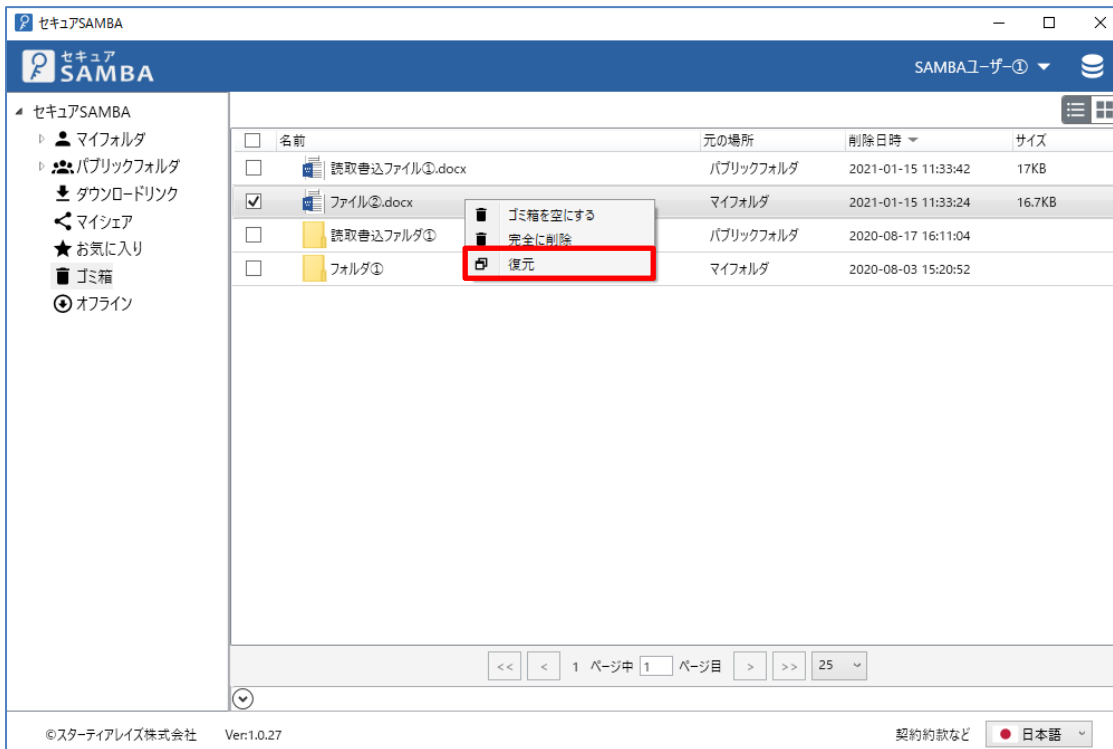 セキュアSAMBA
セキュア
SAMBA
SAMBAユーザー①
セキュアSAMBA
マイフォルダ
パブリックフォルダ
ダウンロードリンク
マイシェア
お気に入り
ゴミ箱
オフライン
名前 元の場所 削除日時 サイズ
読取書込ファイル①.docx パブリックフォルダ 2021-01-15 11:33:42 17KB
ファイル②.docx マイフォルダ 2021-01-15 11:33:24 16.7KB
読取書込ファルダ① パブリックフォルダ 2020-08-17 16:11:04
フォルダ① マイフォルダ 2020-08-03 15:20:52
ゴミ箱を空にする
完全に削除
復元
<< < 1 ページ中 1 ページ目 > >> 25
©スターティアレイズ株式会社 Ver:1.0.27 契約約款など 日本語